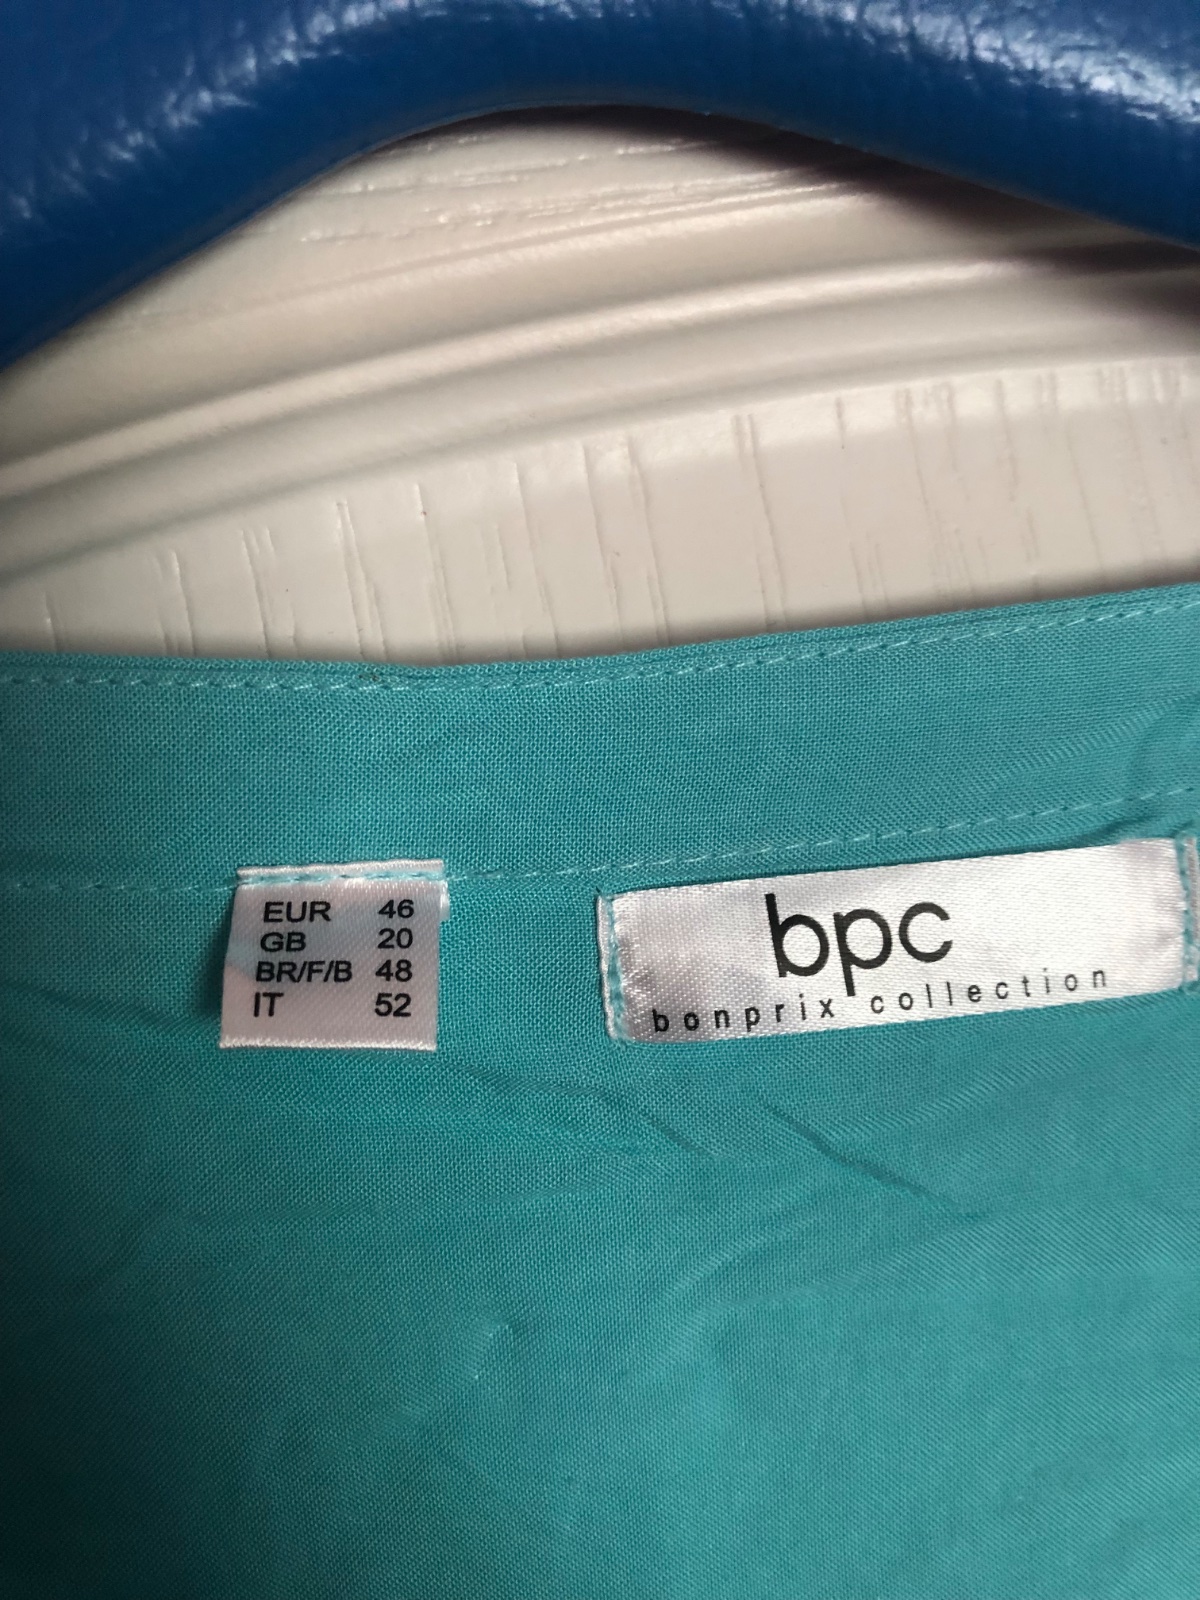 EUR 46
GB 20
BR/F/B 48
IT 52
bpc
bonprix collection